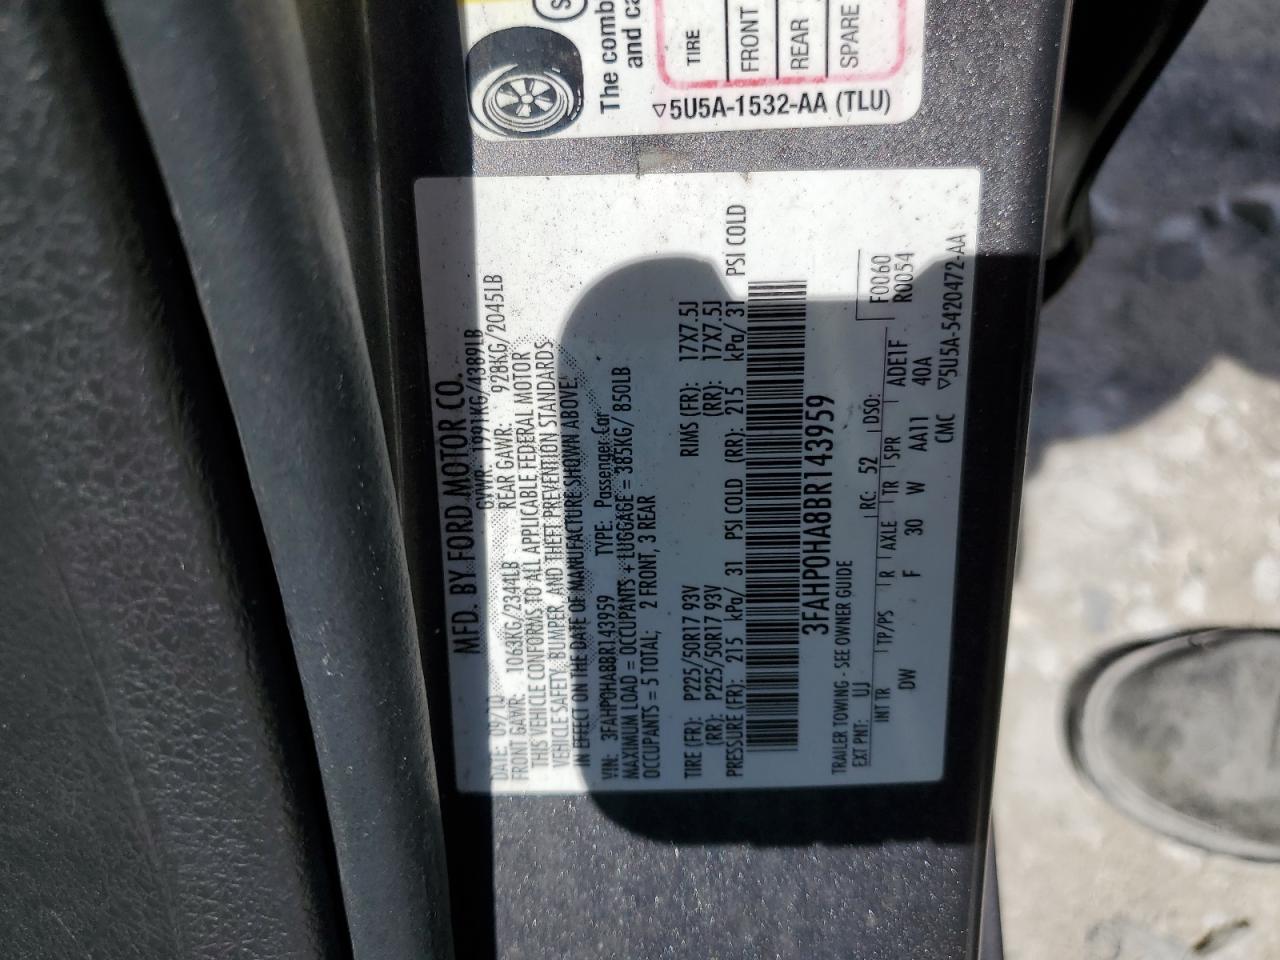 The comb
and ca
TIRE
FRONT
REAR
SPARE
▽5U5A-1532-AA (TLU)
MFD. BY FORD MOTOR CO.
DATE: 09/10 GVWR: 1991KG/4389LB
FRONT GAWR: 1063KG/2344LB REAR GAWR: 928KG/2045LB
THIS VEHICLE CONFORMS TO ALL APPLICABLE FEDERAL MOTOR
VEHICLE SAFETY, BUMPER, AND THEFT PREVENTION STANDARDS
IN EFFECT ON THE DATE OF MANUFACTURE SHOWN ABOVE.
VIN: 3FAHP0HA8BR143959 TYPE: Passenger Car
MAXIMUM LOAD = OCCUPANTS + LUGGAGE = 385KG/ 850LB
OCCUPANTS = 5 TOTAL; 2 FRONT, 3 REAR
TIRE (FR): P225/50R17 93V RIMS (FR): 17X7.5J
(RR): P225/50R17 93V (RR): 17X7.5J
PRESSURE (FR): 215 kPa/ 31 PSI COLD (RR): 215 kPa/ 31 PSI COLD
3FAHP0HA8BR143959
TRAILER TOWING - SEE OWNER GUIDE
EXT PNT: UJ RC: 52 DSO: F0060
INT TR TP/PS R AXLE TR SPR ADE1F R0054
DW F 30 W AA11 40A
CMC ▽5U5A-5420472-AA